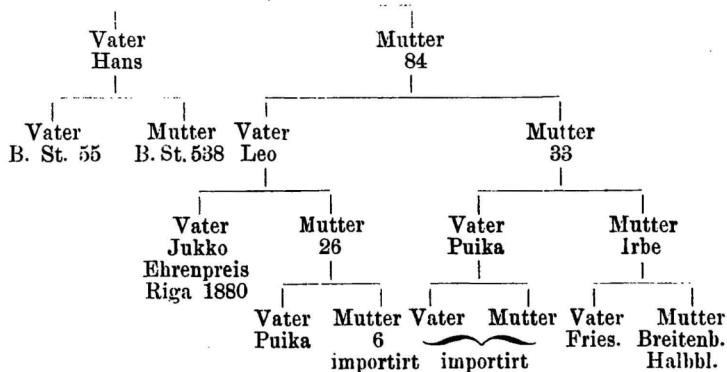 Vater Mutter
Hans 84
Vater Mutter Vater Mutter
B. St. 55 B. St. 538 Leo 33
Vater Mutter Vater Mutter
Jukko 26 Puika Irbe
Ehrenpreis
Riga 1880
Vater Mutter Vater Mutter Vater Mutter
Puika 6 Fries. Breitenb.
importirt importirt Halbbl.